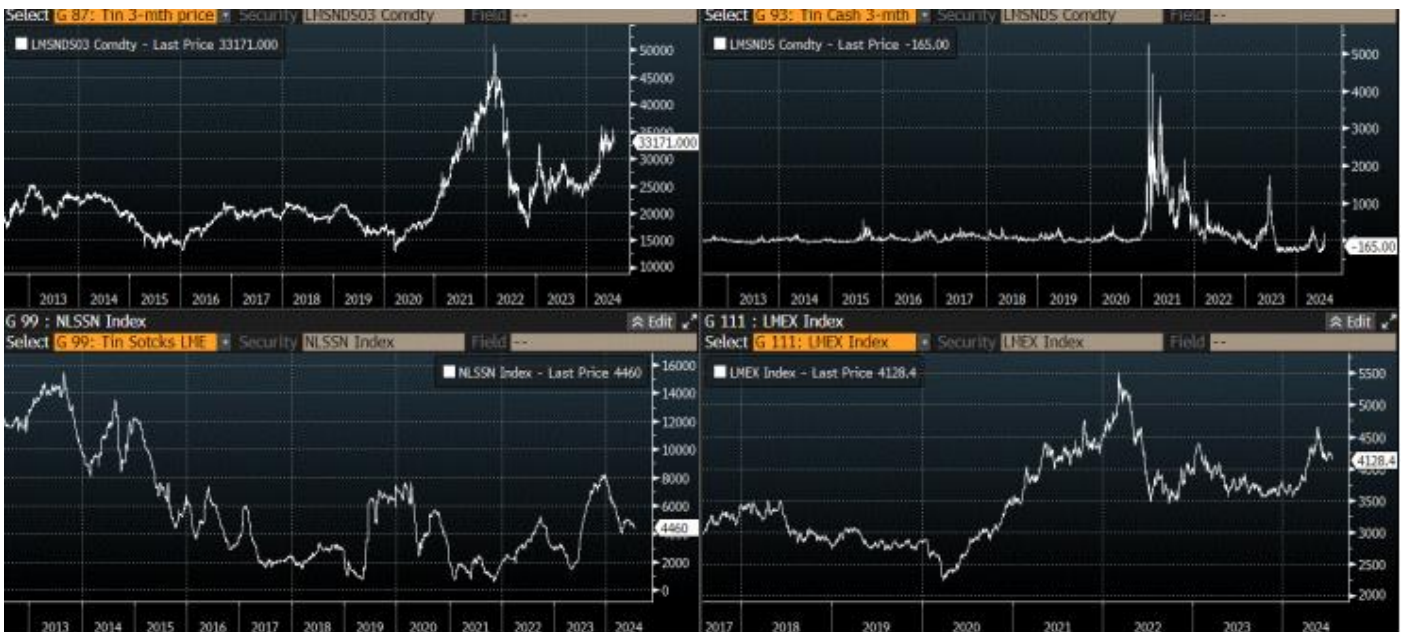 Select G 87: Tin 3-mth price Security LMSNDS03 Comdty Field --
LMSNDS03 Comdty - Last Price 33171.000
50000
45000
40000
35000
33171.000
30000
25000
20000
15000
10000
2013 2014 2015 2016 2017 2018 2019 2020 2021 2022 2023 2024
Select G 93: Tin Cash 3-mth Security LMSNDS Comdty Field --
LMSNDS Comdty - Last Price -165.00
5000
4000
3000
2000
1000
-165.00
2013 2014 2015 2016 2017 2018 2019 2020 2021 2022 2023 2024
G 99 : NLSSN Index Edit
Select G 99: Tin Sotcks LME Security NLSSN Index Field --
NLSSN Index - Last Price 4460
16000
14000
12000
10000
8000
6000
4460
2000
0
2013 2014 2015 2016 2017 2018 2019 2020 2021 2022 2023 2024
G 111 : LMEX Index Edit
Select G 111: LMEX Index Security LMEX Index Field --
LMEX Index - Last Price 4128.4
5500
5000
4500
4128.4
3500
3000
2500
2000
2017 2018 2019 2020 2021 2022 2023 2024